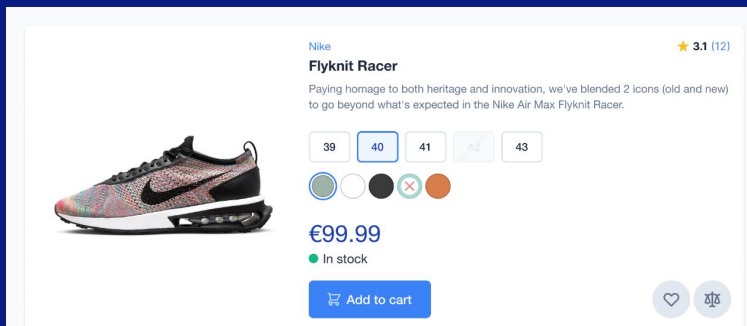 Nike
★ 3.1 (12)
Flyknit Racer
Paying homage to both heritage and innovation, we've blended 2 icons (old and new)
to go beyond what's expected in the Nike Air Max Flyknit Racer.
39 40 41 42 43
€99.99
In stock
Add to cart